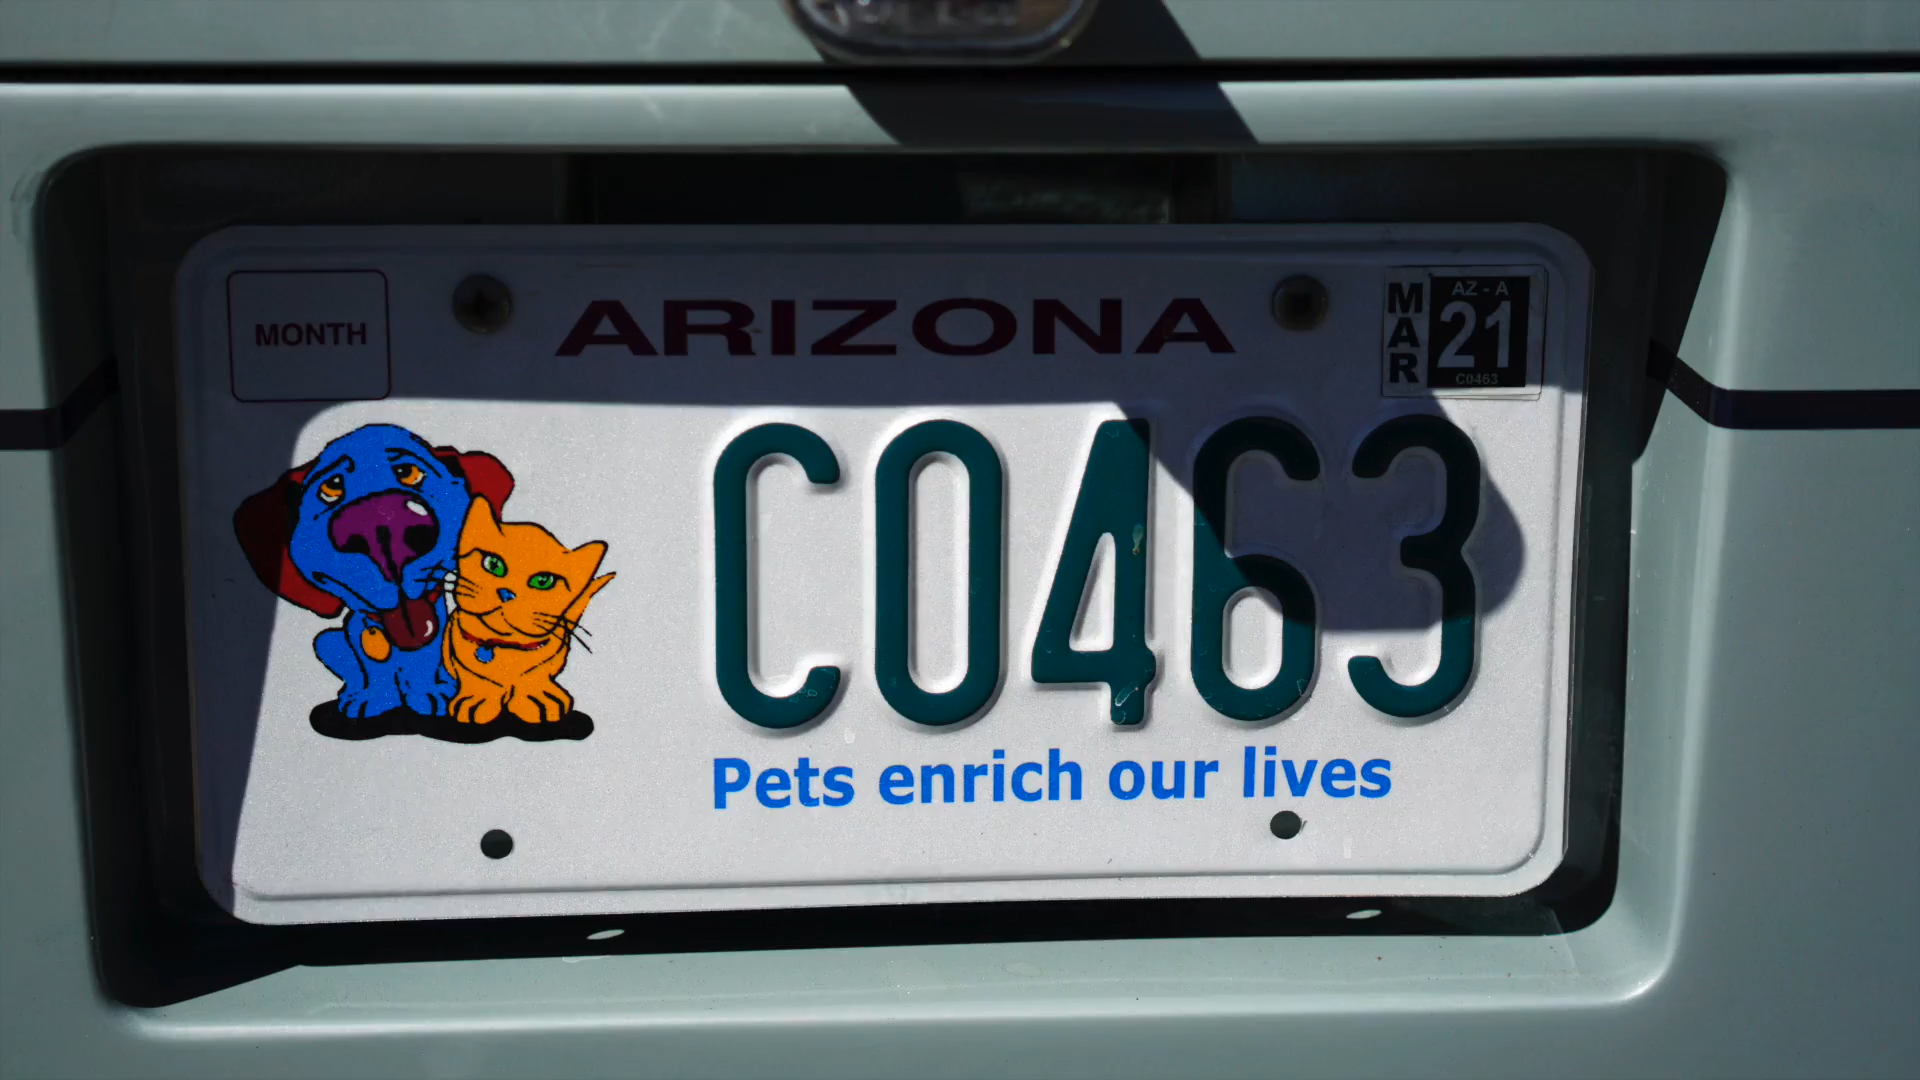 MONTH
ARIZONA
MAR
AZ - A
21
C0463
C0463
Pets enrich our lives